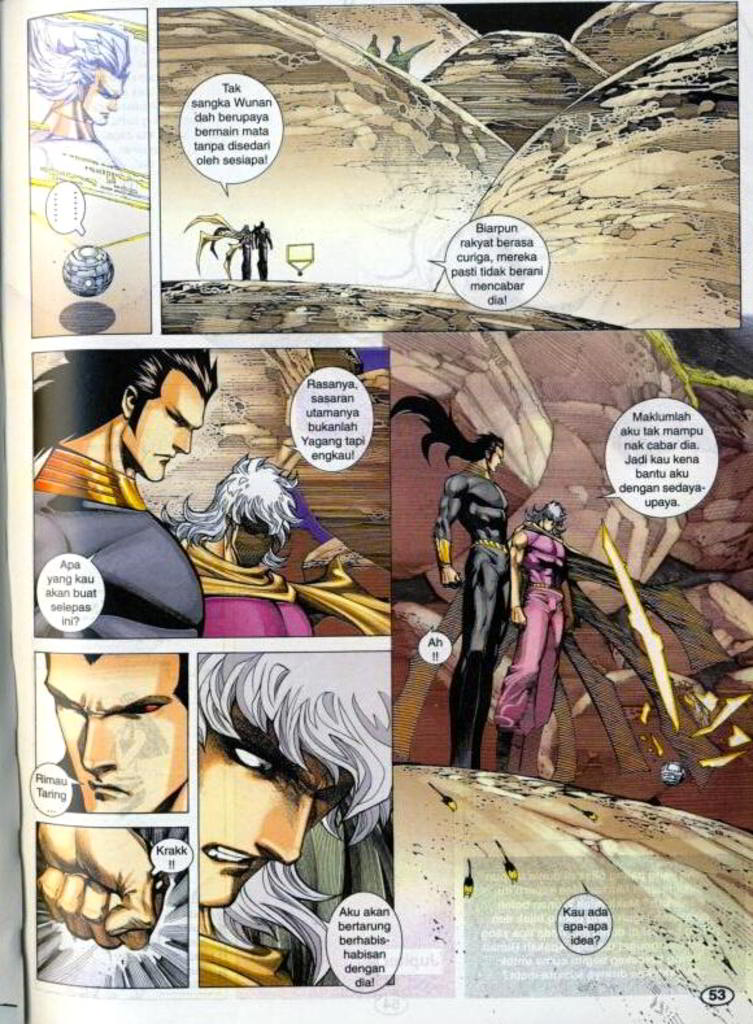 .......
Tak
sangka Wunan
dah berupaya
bermain mata
tanpa disedari
oleh sesiapa!
Biarpun
rakyat berasa
curiga, mereka
pasti tidak berani
mencabar
dia!
Rasanya,
sasaran
utamanya
bukanlah
Yagang tapi
engkau!
Apa
yang kau
akan buat
selepas
ini?
Maklumlah
aku tak mampu
nak cabar dia.
Jadi kau kena
bantu aku
dengan sedaya-
upaya.
Ah
!!
Rimau
Taring
...
Krakk
!!
Aku akan
bertarung
berhabis-
habisan
dengan
dia!
Kau ada
apa-apa
idea?
53